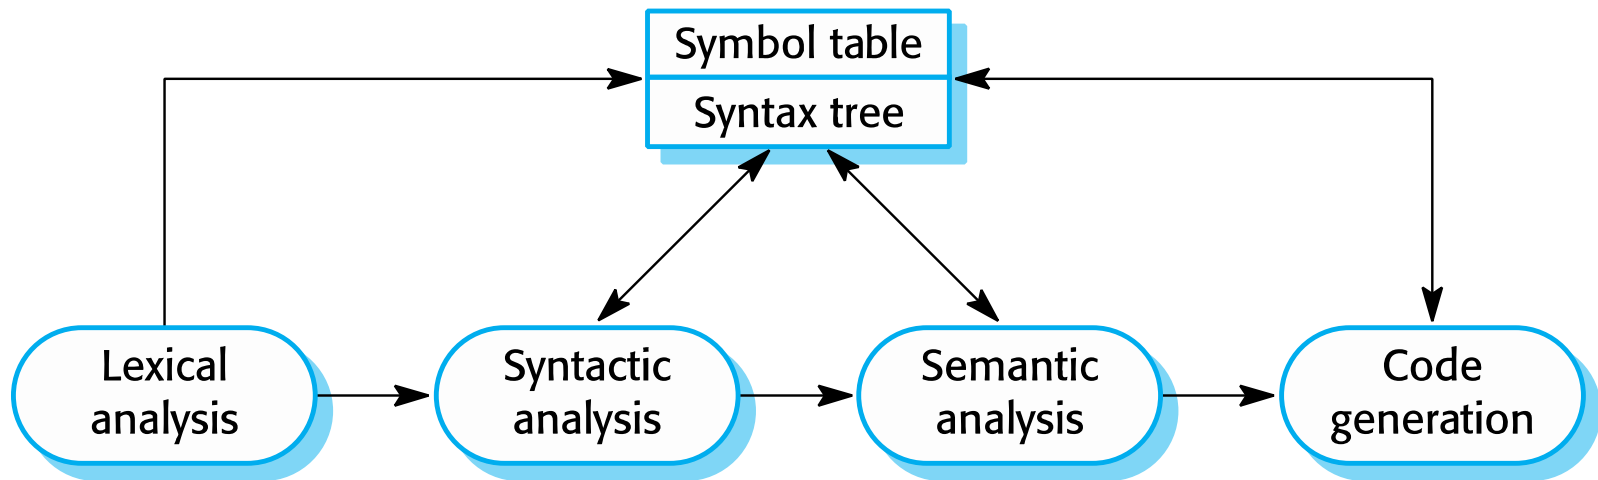 Symbol table
Syntax tree
Lexical
analysis
Syntactic
analysis
Semantic
analysis
Code
generation